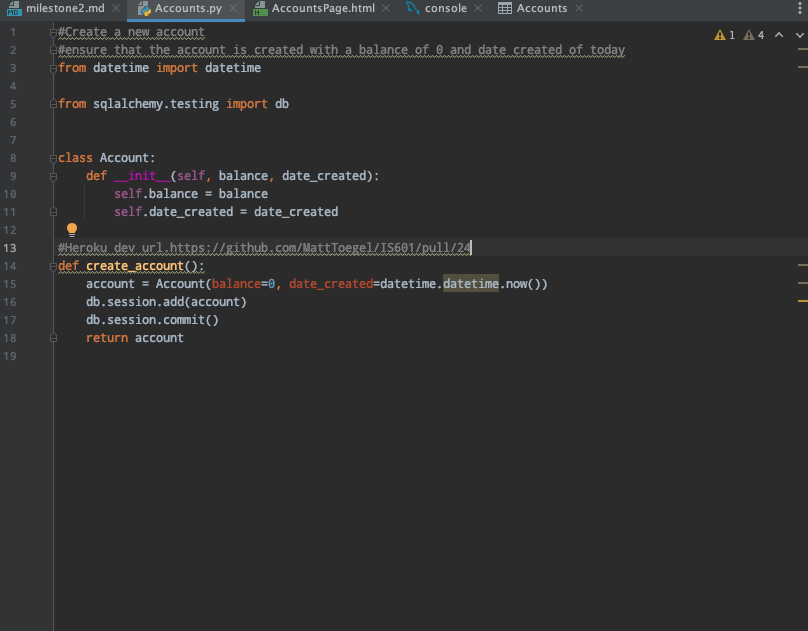 milestone2.md Accounts.py AccountsPage.html console Accounts
1 #Create a new account 1 4
2 #ensure that the account is created with a balance of 0 and date created of today
3 from datetime import datetime
4
5 from sqlalchemy.testing import db
6
7
8 class Account:
9 def __init__(self, balance, date_created):
10 self.balance = balance
11 self.date_created = date_created
12
13 #Heroku dev url.https://github.com/MattToegel/IS601/pull/24
14 def create_account():
15 account = Account(balance=0, date_created=datetime.datetime.now())
16 db.session.add(account)
17 db.session.commit()
18 return account
19